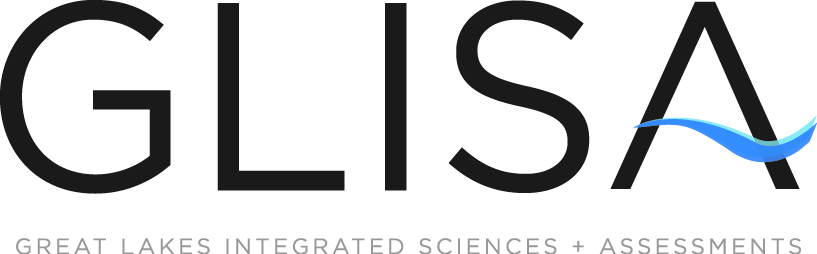 GLISA
GREAT LAKES INTEGRATED SCIENCES + ASSESSMENTS